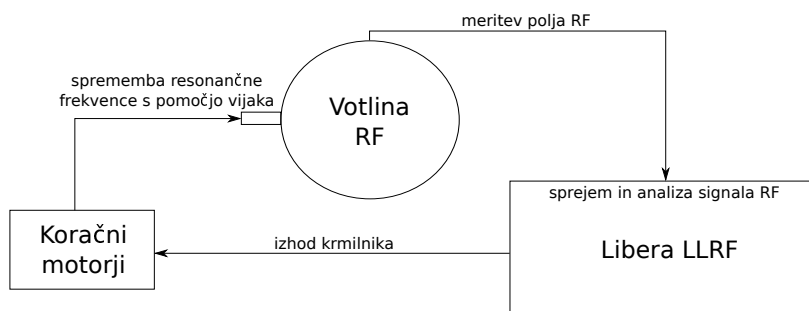 meritev polja RF
sprememba resonančne
frekvence s pomočjo vijaka
Votlina
RF
sprejem in analiza signala RF
Koračni
motorji
izhod krmilnika
Libera LLRF